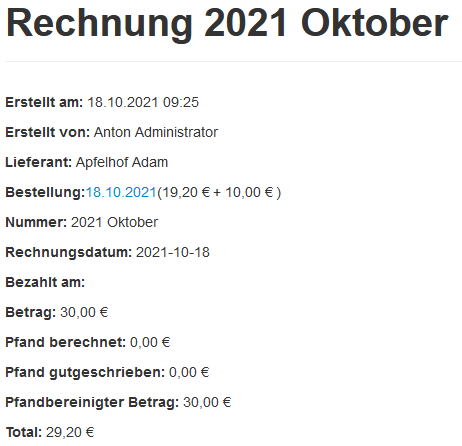 Rechnung 2021 Oktober
Erstellt am: 18.10.2021 09:25
Erstellt von: Anton Administrator
Lieferant: Apfelhof Adam
Bestellung:18.10.2021(19,20 € + 10,00 € )
Nummer: 2021 Oktober
Rechnungsdatum: 2021-10-18
Bezahlt am:
Betrag: 30,00 €
Pfand berechnet: 0,00 €
Pfand gutgeschrieben: 0,00 €
Pfandbereinigter Betrag: 30,00 €
Total: 29,20 €